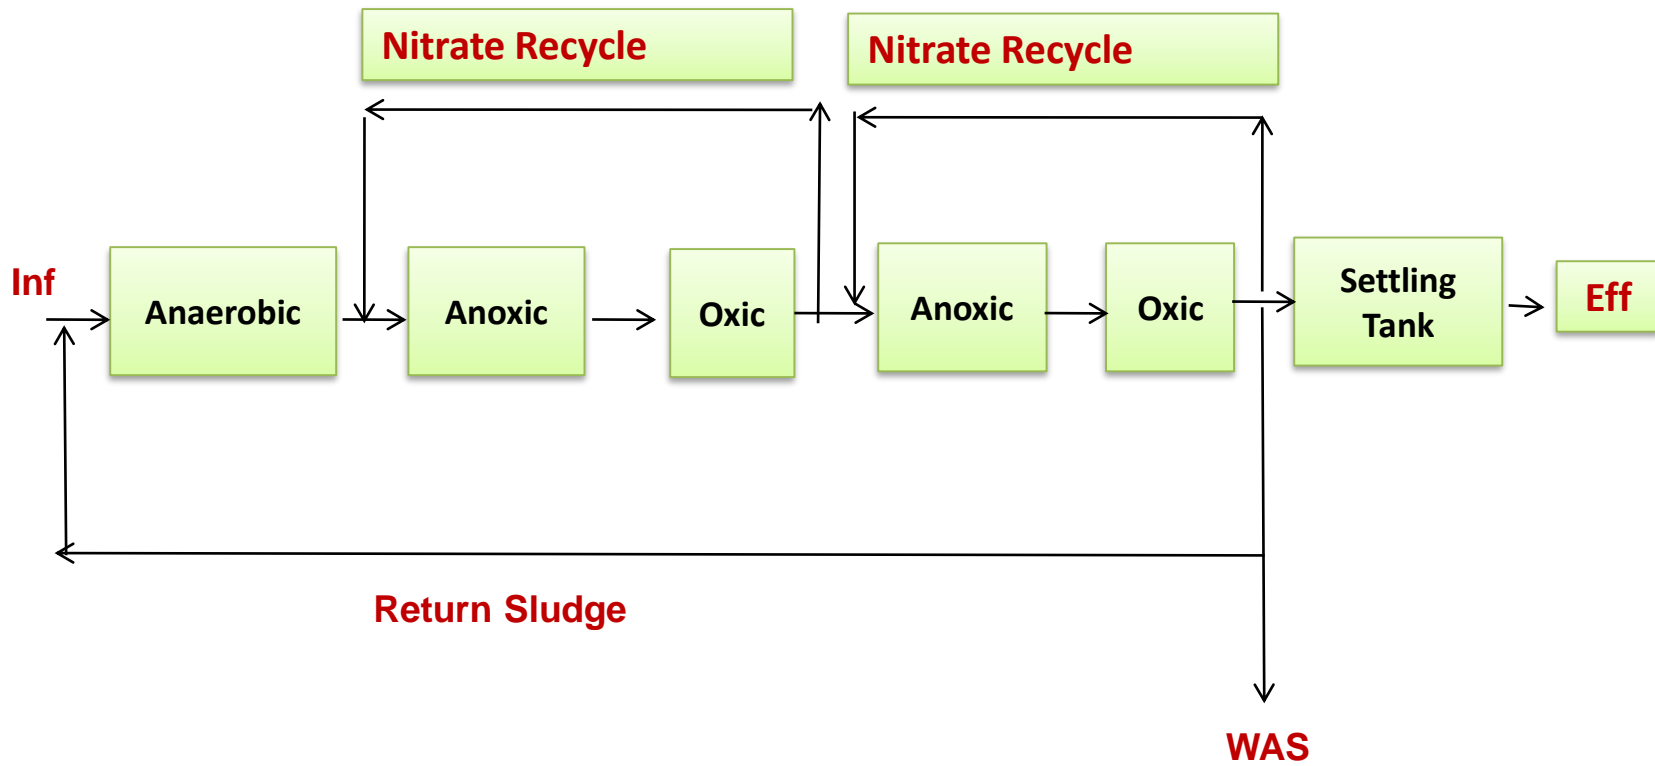 Nitrate Recycle
Nitrate Recycle
Inf
Anaerobic
Anoxic
Oxic
Anoxic
Oxic
Settling
Tank
Eff
Return Sludge
WAS